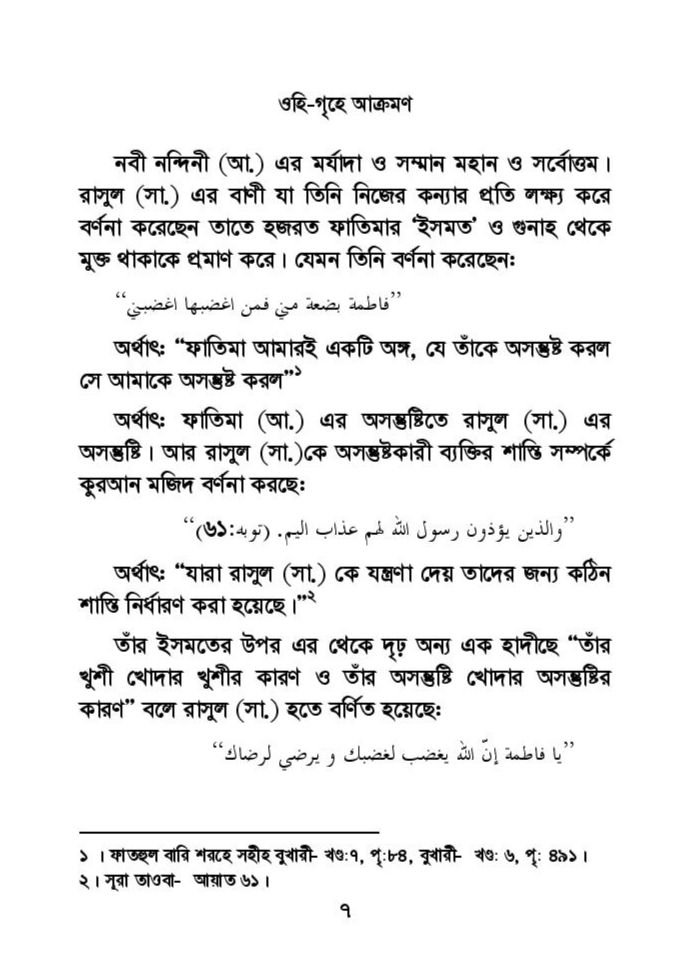 ওহি-গৃহে আক্রমণ
নবী নন্দিনী (আ.) এর মর্যাদা ও সম্মান মহান ও সর্বোত্তম।
রাসুল (সা.) এর বাণী যা তিনি নিজের কন্যার প্রতি লক্ষ্য করে
বর্ণনা করেছেন তাতে হজরত ফাতিমার ‘ইসমত’ ও গুনাহ থেকে
মুক্ত থাকাকে প্রমাণ করে। যেমন তিনি বর্ণনা করেছেন:
‘‘فاطمة بضعة مني فمن اغضبها اغضبني’’
অর্থাৎ: “ফাতিমা আমারই একটি অঙ্গ, যে তাঁকে অসন্তুষ্ট করল
সে আমাকে অসন্তুষ্ট করল”১
অর্থাৎ: ফাতিমা (আ.) এর অসন্তুষ্টিতে রাসুল (সা.) এর
অসন্তুষ্টি। আর রাসুল (সা.)কে অসন্তুষ্টকারী ব্যক্তির শাস্তি সম্পর্কে
কুরআন মজিদ বর্ণনা করছে:
‘‘والذين يؤذون رسول الله لهم عذاب اليم. (توبه:৬১)’’
অর্থাৎ: “যারা রাসুল (সা.) কে যন্ত্রণা দেয় তাদের জন্য কঠিন
শাস্তি নির্ধারণ করা হয়েছে।”২
তাঁর ইসমতের উপর এর থেকে দৃঢ় অন্য এক হাদীছে “তাঁর
খুশী খোদার খুশীর কারণ ও তাঁর অসন্তুষ্টি খোদার অসন্তুষ্টির
কারণ” বলে রাসুল (সা.) হতে বর্ণিত হয়েছে:
‘‘يا فاطمة إنّ الله يغضب لغضبك و يرضي لرضاك’’
১ । ফাতহুল বারি শরহে সহীহ বুখারী- খণ্ড:৭, পৃ:৮৪, বুখারী- খণ্ড: ৬, পৃ: ৪৯১।
২। সূরা তাওবা- আয়াত ৬১।
৭